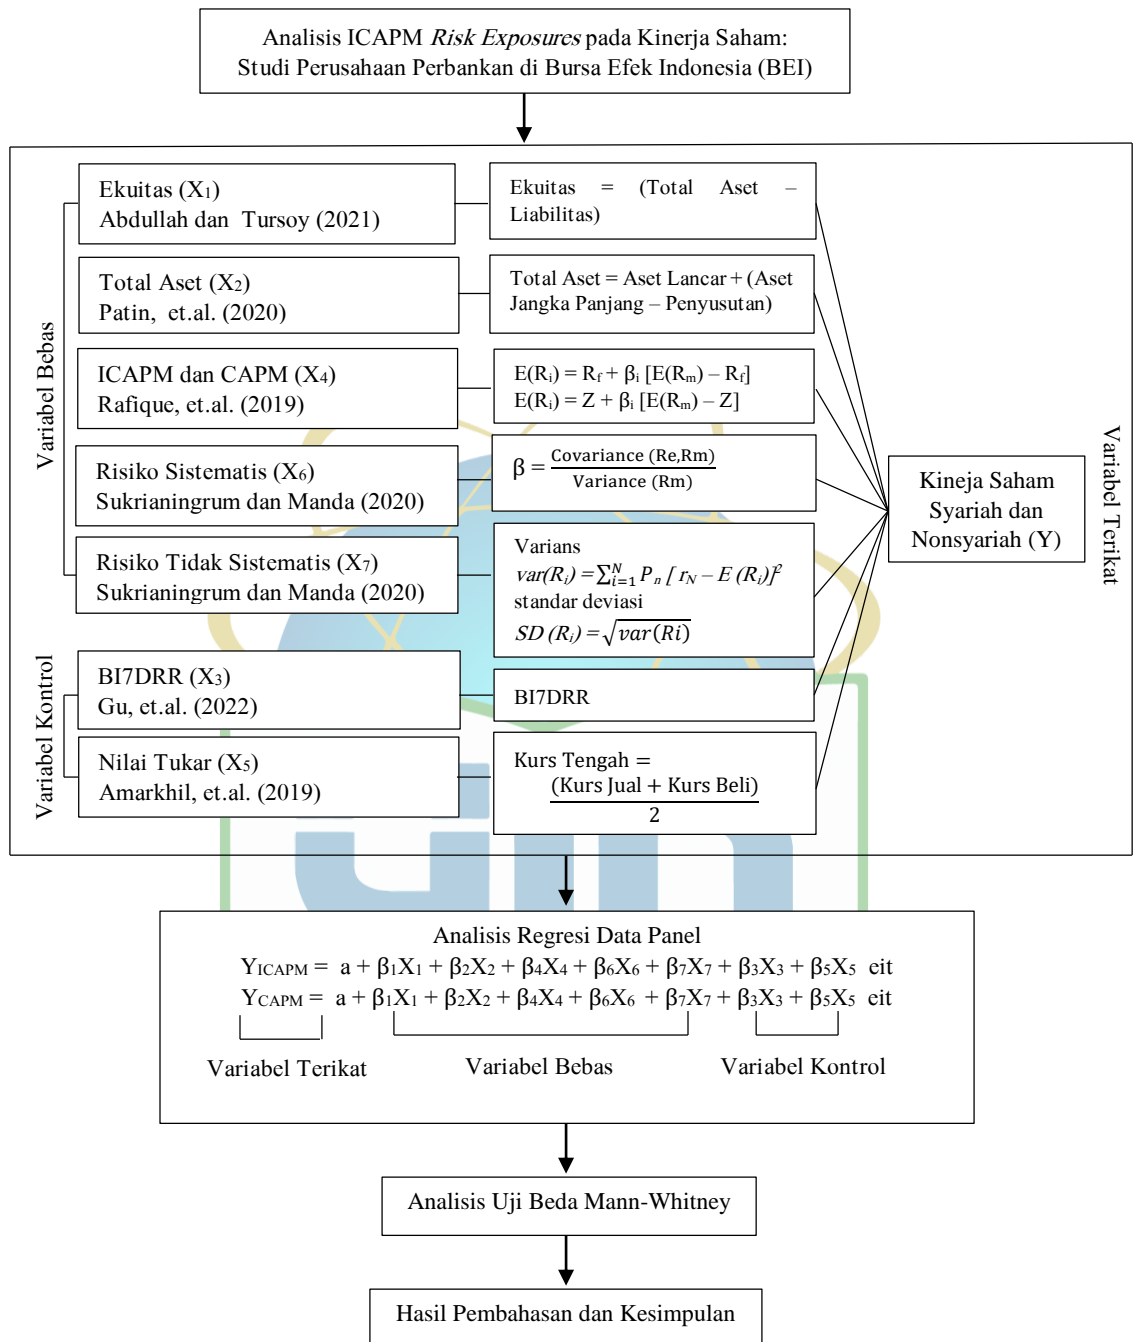 Analisis ICAPM Risk Exposures pada Kinerja Saham:
Studi Perusahaan Perbankan di Bursa Efek Indonesia (BEI)
Variabel Bebas
Ekuitas (X₁)
Abdullah dan Tursoy (2021)
Ekuitas = (Total Aset –
Liabilitas)
Total Aset (X₂)
Patin, et.al. (2020)
Total Aset = Aset Lancar + (Aset
Jangka Panjang – Penyusutan)
ICAPM dan CAPM (X₄)
Rafique, et.al. (2019)
E(Rᵢ) = R_f + βᵢ [E(Rₘ) – R_f]
E(Rᵢ) = Z + βᵢ [E(Rₘ) – Z]
Risiko Sistematis (X₆)
Sukrianingrum dan Manda (2020)
β = Covariance (Re,Rm) / Variance (Rm)
Risiko Tidak Sistematis (X₇)
Sukrianingrum dan Manda (2020)
Varians
var(Rᵢ) = ∑ᵢ₌₁ᴺ Pₙ [ r_N – E (Rᵢ)]²
standar deviasi
SD (Rᵢ) = √var(Ri)
Variabel Kontrol
BI7DRR (X₃)
Gu, et.al. (2022)
BI7DRR
Nilai Tukar (X₅)
Amarkhil, et.al. (2019)
Kurs Tengah =
(Kurs Jual + Kurs Beli)
2
Kineja Saham
Syariah dan
Nonsyariah (Y)
Variabel Terikat
Analisis Regresi Data Panel
Y_ICAPM = a + β₁X₁ + β₂X₂ + β₄X₄ + β₆X₆ + β₇X₇ + β₃X₃ + β₅X₅ eit
Y_CAPM = a + β₁X₁ + β₂X₂ + β₄X₄ + β₆X₆ + β₇X₇ + β₃X₃ + β₅X₅ eit
Variabel Terikat Variabel Bebas Variabel Kontrol
Analisis Uji Beda Mann-Whitney
Hasil Pembahasan dan Kesimpulan